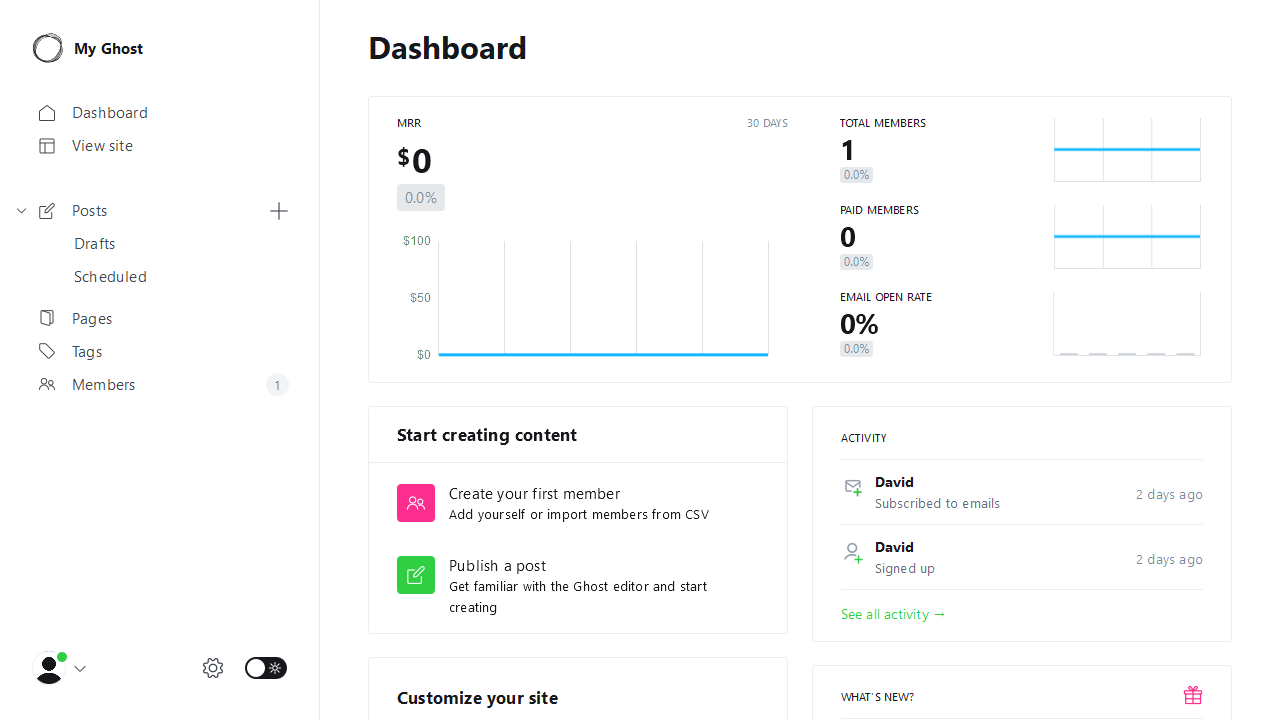 My Ghost
Dashboard
View site
Posts
Drafts
Scheduled
Pages
Tags
Members
1
Dashboard
MRR
30 DAYS
$0
0.0%
$100
$50
$0
TOTAL MEMBERS
1
0.0%
PAID MEMBERS
0
0.0%
EMAIL OPEN RATE
0%
0.0%
Start creating content
Create your first member
Add yourself or import members from CSV
Publish a post
Get familiar with the Ghost editor and start
creating
Customize your site
ACTIVITY
David
Subscribed to emails
2 days ago
David
Signed up
2 days ago
See all activity →
WHAT'S NEW?